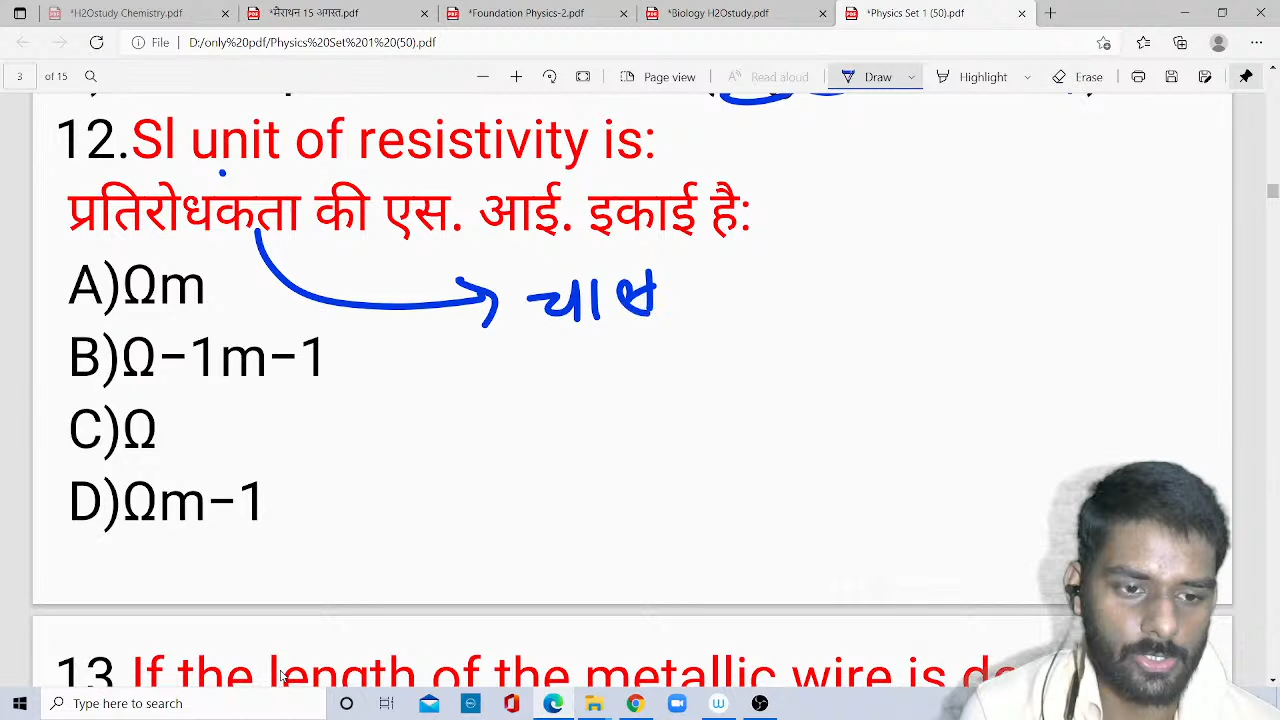 *H2Ostudy Chemistry.pdf
*मैराथन 15 अगस्त.pdf
*Foundation Physics-2.pdf
*Biology H2Ostudy.pdf
*Physics Set 1 (50).pdf
File D:/only%20pdf/Physics%20Set%201%20(50).pdf
3 of 15
Page view
Read aloud
Draw
Highlight
Erase
12.SI unit of resistivity is:
प्रतिरोधकता की एस. आई. इकाई है:
A)Ωm
B)Ω−1m−1
C)Ω
D)Ωm−1
13 If the length of the metallic wire is
Type here to search